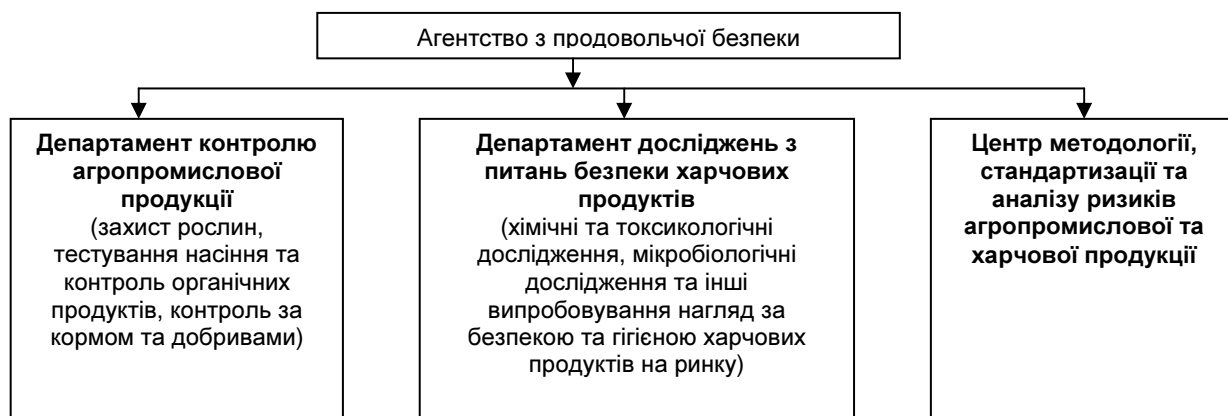 Агентство з продовольчої безпеки
Департамент контролю
агропромислової
продукції
(захист рослин,
тестування насіння та
контроль органічних
продуктів, контроль за
кормом та добривами)
Департамент досліджень з
питань безпеки харчових
продуктів
(хімічні та токсикологічні
дослідження, мікробіологічні
дослідження та інші
випробовування нагляд за
безпекою та гігієною харчових
продуктів на ринку)
Центр методології,
стандартизації та
аналізу ризиків
агропромислової та
харчової продукції